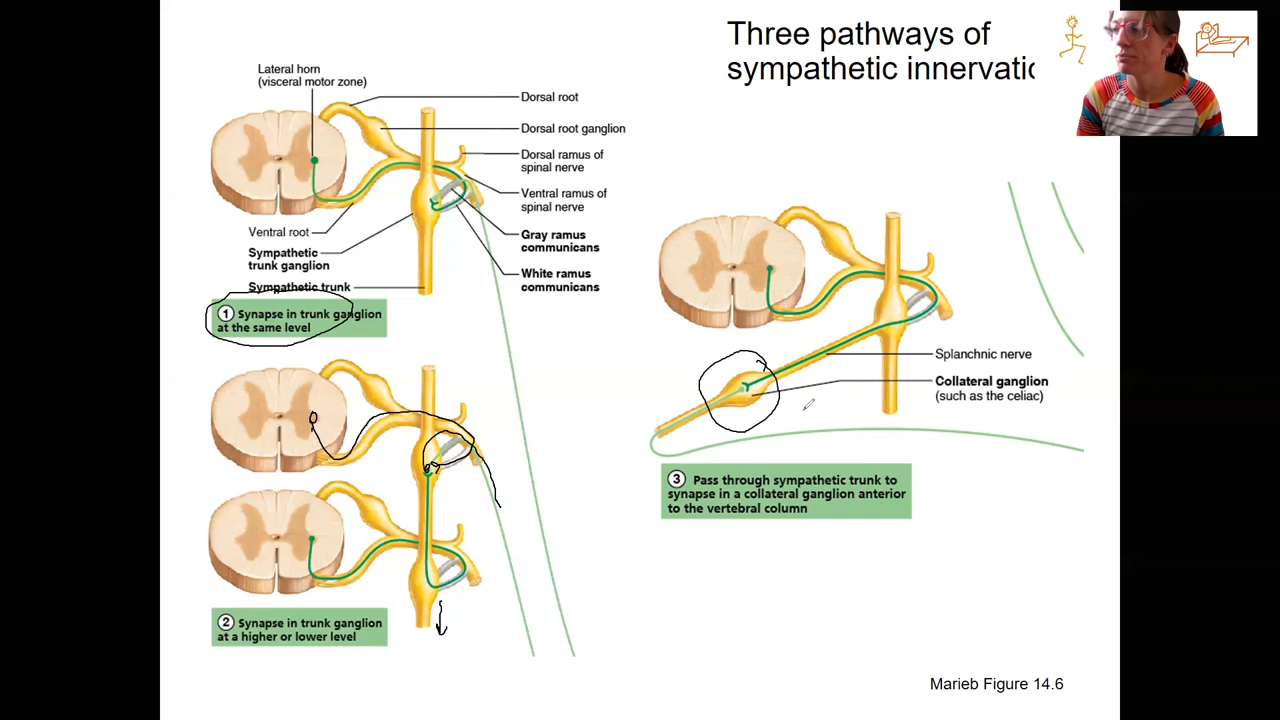 Three pathways of
sympathetic innervatio
Lateral horn
(visceral motor zone)
Dorsal root
Dorsal root ganglion
Dorsal ramus of
spinal nerve
Ventral ramus of
spinal nerve
Gray ramus
communicans
White ramus
communicans
Ventral root
Sympathetic
trunk ganglion
Sympathetic trunk
1 Synapse in trunk ganglion
at the same level
2 Synapse in trunk ganglion
at a higher or lower level
Splanchnic nerve
Collateral ganglion
(such as the celiac)
3 Pass through sympathetic trunk to
synapse in a collateral ganglion anterior
to the vertebral column
Marieb Figure 14.6